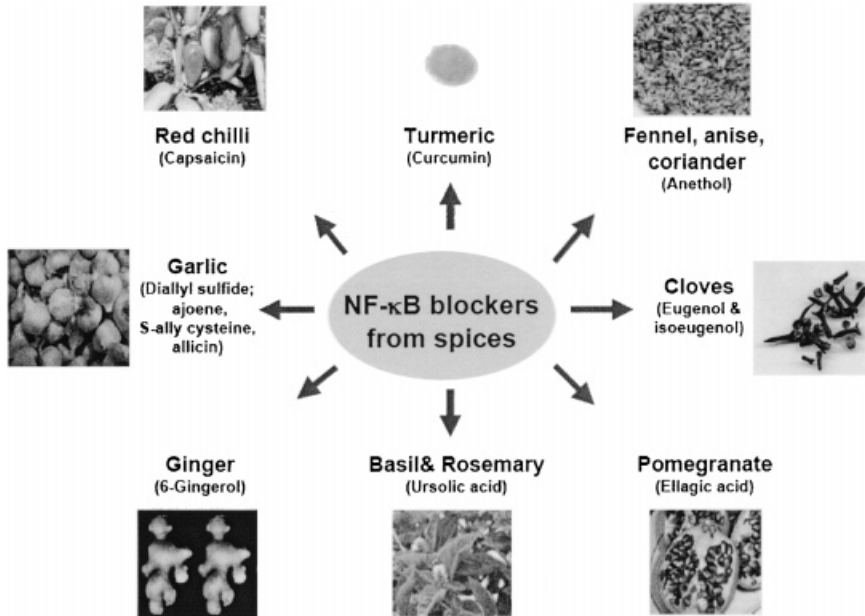 Red chilli
(Capsaicin)
Turmeric
(Curcumin)
Fennel, anise,
coriander
(Anethol)
Garlic
(Diallyl sulfide;
ajoene,
S-ally cysteine,
allicin)
NF-κB blockers
from spices
Cloves
(Eugenol &
isoeugenol)
Ginger
(6-Gingerol)
Basil& Rosemary
(Ursolic acid)
Pomegranate
(Ellagic acid)